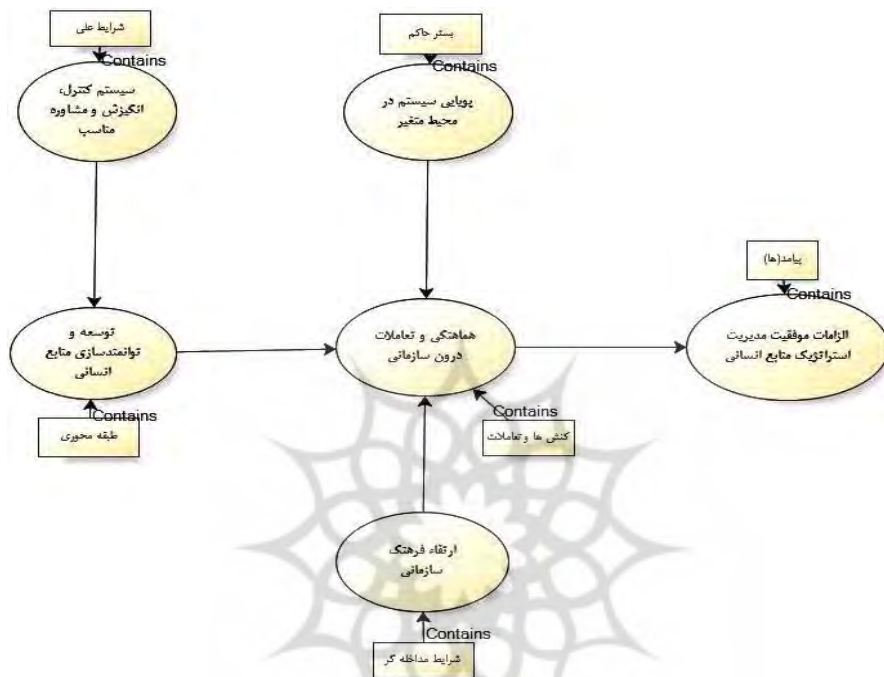 شرایط علی
Contains
سیستم کنترل،
انگیزش و مشاوره
مناسب
بستر حاکم
Contains
پویایی سیستم در
محیط متغیر
پیامد(ها)
Contains
الزامات موفقیت مدیریت
استراتژیک منابع انسانی
توسعه و
توانمندسازی منابع
انسانی
Contains
طبقه محوری
هماهنگی و تعاملات
درون سازمانی
Contains
کنش ها و تعاملات
ارتقاء فرهنگ
سازمانی
Contains
شرایط مداخله گر